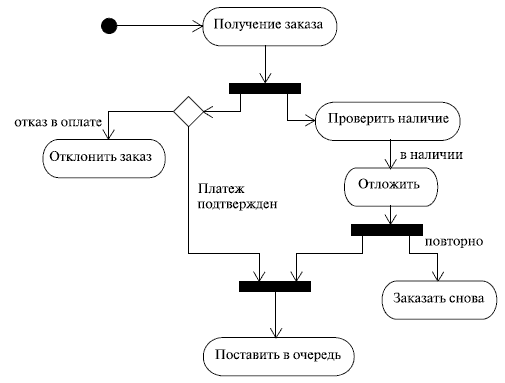 Получение заказа
отказ в оплате
Проверить наличие
Отклонить заказ
в наличии
Отложить
Платеж
подтвержден
повторно
Заказать снова
Поставить в очередь